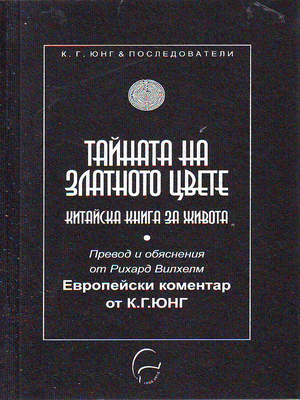 К. Г. ЮНГ & ПОСЛЕДОВАТЕЛИ
ТАЙНАТА НА
ЗЛАТНОТО ЦВЕТЕ
КИТАЙСКА КНИГА ЗА ЖИВОТА
Превод и обяснения
от Рихард Вилхелм
Европейски коментар
от К.Г.ЮНГ